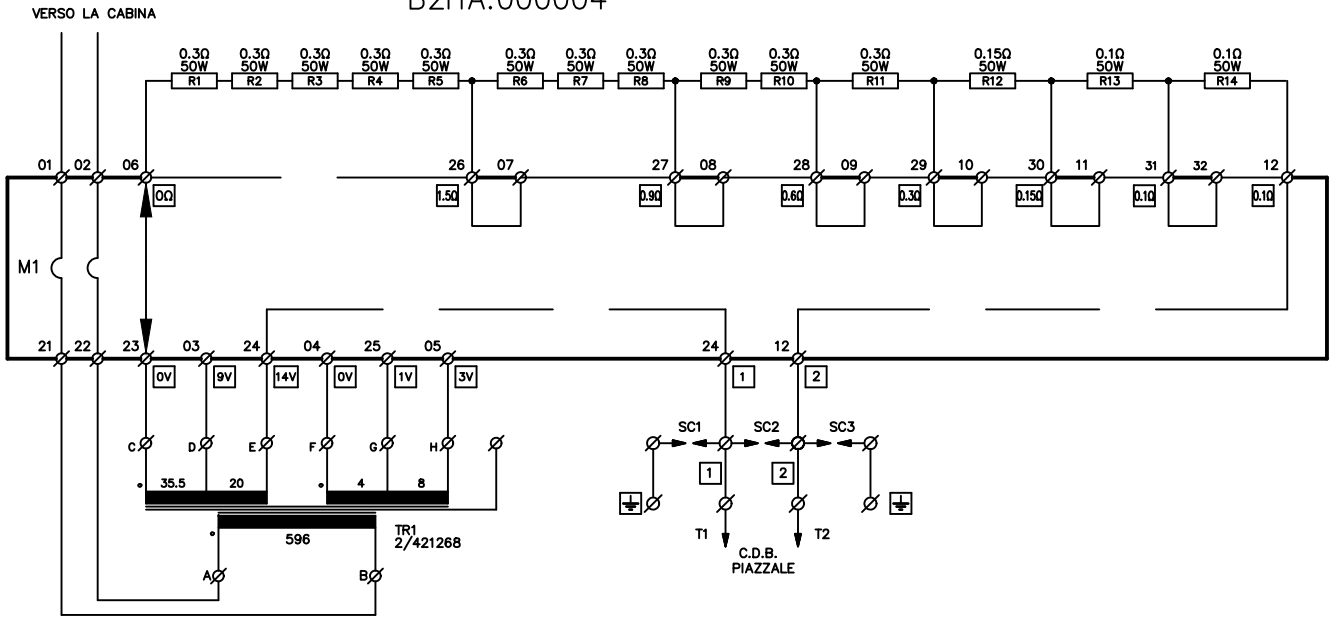 B2HA.000004
VERSO LA CABINA
0.3Ω 0.3Ω 0.3Ω 0.3Ω 0.3Ω 0.3Ω 0.3Ω 0.3Ω 0.3Ω 0.3Ω 0.3Ω 0.15Ω 0.1Ω 0.1Ω
50W 50W 50W 50W 50W 50W 50W 50W 50W 50W 50W 50W 50W 50W
R1 R2 R3 R4 R5 R6 R7 R8 R9 R10 R11 R12 R13 R14
01 02 06 26 07 27 08 28 09 29 10 30 11 31 32 12
0Ω 1.5Ω 0.9Ω 0.6Ω 0.3Ω 0.15Ω 0.1Ω 0.1Ω
M1
21 22 23 03 24 04 25 05 24 12
0V 9V 14V 0V 1V 3V 1 2
SC1 SC2 SC3
C D E F G H
1 2
35.5 20 4 8
596
TR1
2/421268
T1 T2
C.D.B.
PIAZZALE
A B